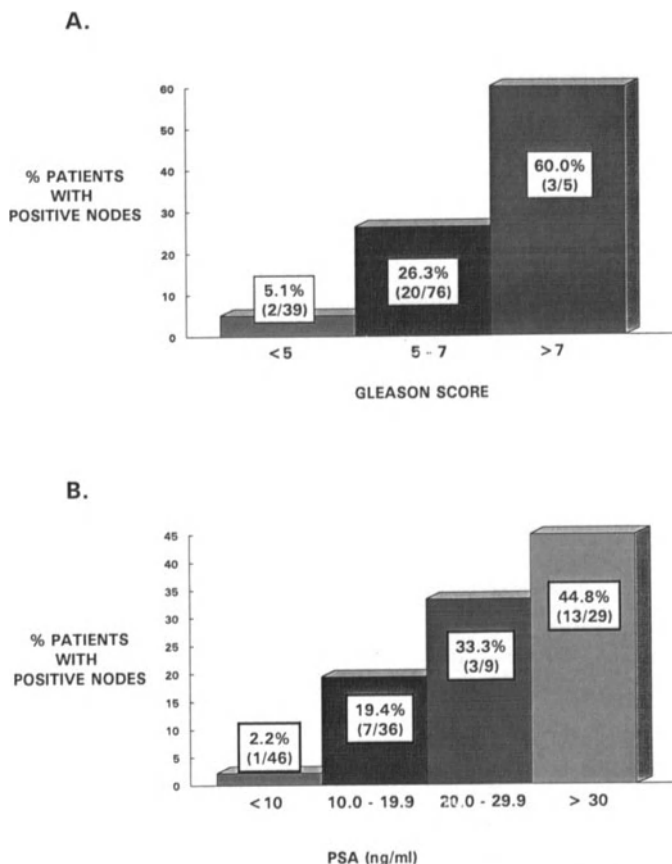 A.
60
50
40
30
20
10
0
% PATIENTS
WITH
POSITIVE NODES
5.1%
(2/39)
26.3%
(20/76)
60.0%
(3/5)
<5 5 - 7 >7
GLEASON SCORE
B.
45
40
35
30
25
20
15
10
5
0
% PATIENTS
WITH
POSITIVE NODES
2.2%
(1/46)
19.4%
(7/36)
33.3%
(3/9)
44.8%
(13/29)
<10 10.0 - 19.9 20.0 - 29.9 > 30
PSA (ng/ml)